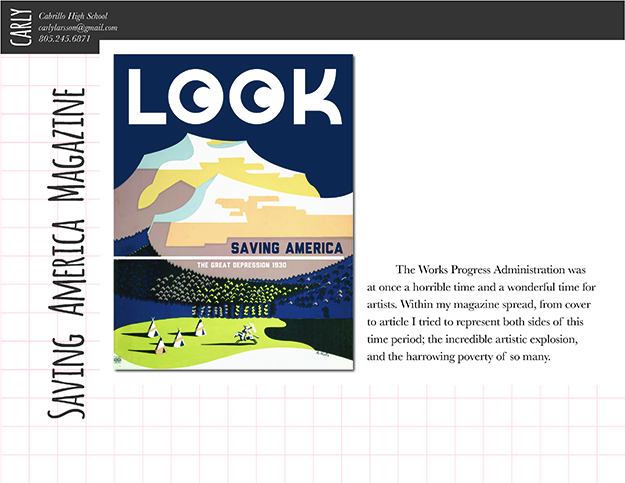 CARLY
Cabrillo High School
carlylarsson@gmail.com
805.245.6871
SAVING AMERICA MAGAZINE
LOOK
SAVING AMERICA
THE GREAT DEPRESSION 1930
The Works Progress Administration was
at once a horrible time and a wonderful time for
artists. Within my magazine spread, from cover
to article I tried to represent both sides of this
time period; the incredible artistic explosion,
and the harrowing poverty of so many.